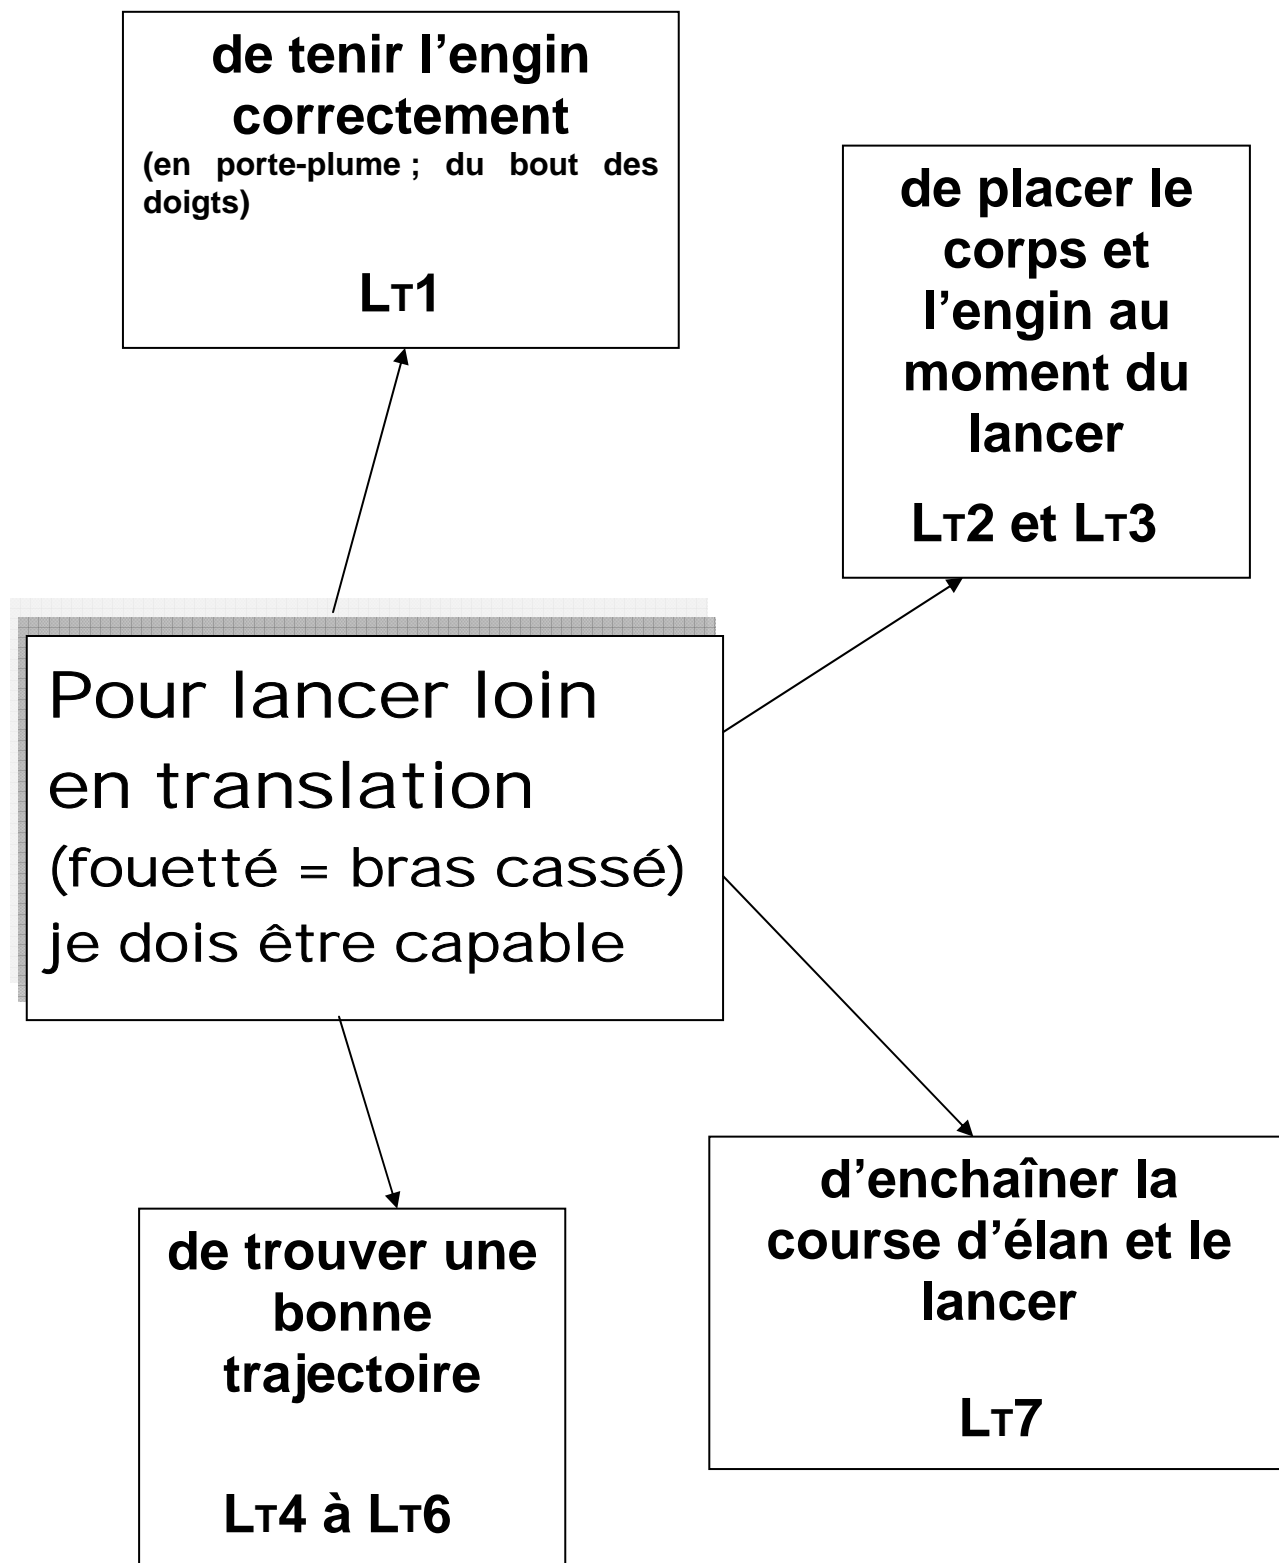 de tenir l’engin
correctement
(en porte-plume ; du bout des
doigts)
LT1
de placer le
corps et
l’engin au
moment du
lancer
LT2 et LT3
Pour lancer loin
en translation
(fouetté = bras cassé)
je dois être capable
d’enchaîner la
course d’élan et le
lancer
LT7
de trouver une
bonne
trajectoire
LT4 à LT6